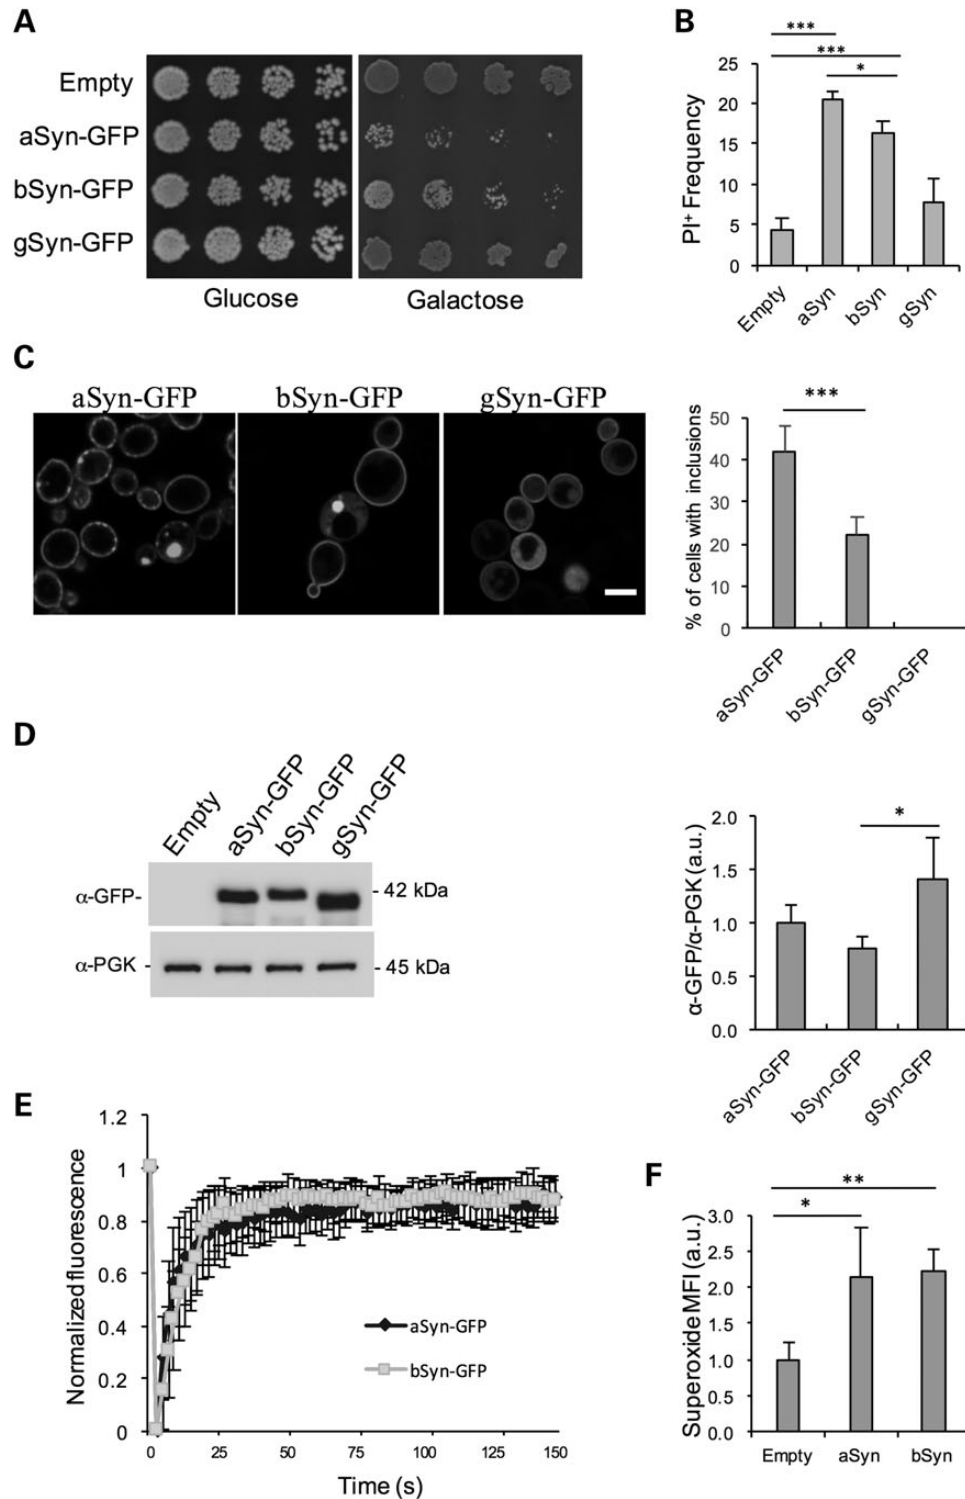 A
Empty
aSyn-GFP
bSyn-GFP
gSyn-GFP
Glucose
Galactose
B
***
***
*
PI+ Frequency
25
20
15
10
5
0
Empty
aSyn
bSyn
gSyn
C
aSyn-GFP
bSyn-GFP
gSyn-GFP
***
% of cells with inclusions
50
40
30
20
10
0
aSyn-GFP
bSyn-GFP
gSyn-GFP
D
Empty
aSyn-GFP
bSyn-GFP
gSyn-GFP
α-GFP-
- 42 kDa
α-PGK -
- 45 kDa
*
α-GFP/α-PGK (a.u.)
2.0
1.5
1.0
0.5
0.0
aSyn-GFP
bSyn-GFP
gSyn-GFP
E
Normalized fluorescence
1.2
1
0.8
0.6
0.4
0.2
0
aSyn-GFP
bSyn-GFP
0
25
50
75
100
125
150
Time (s)
F
**
*
Superoxide MFI (a.u.)
3.0
2.5
2.0
1.5
1.0
0.5
0.0
Empty
aSyn
bSyn